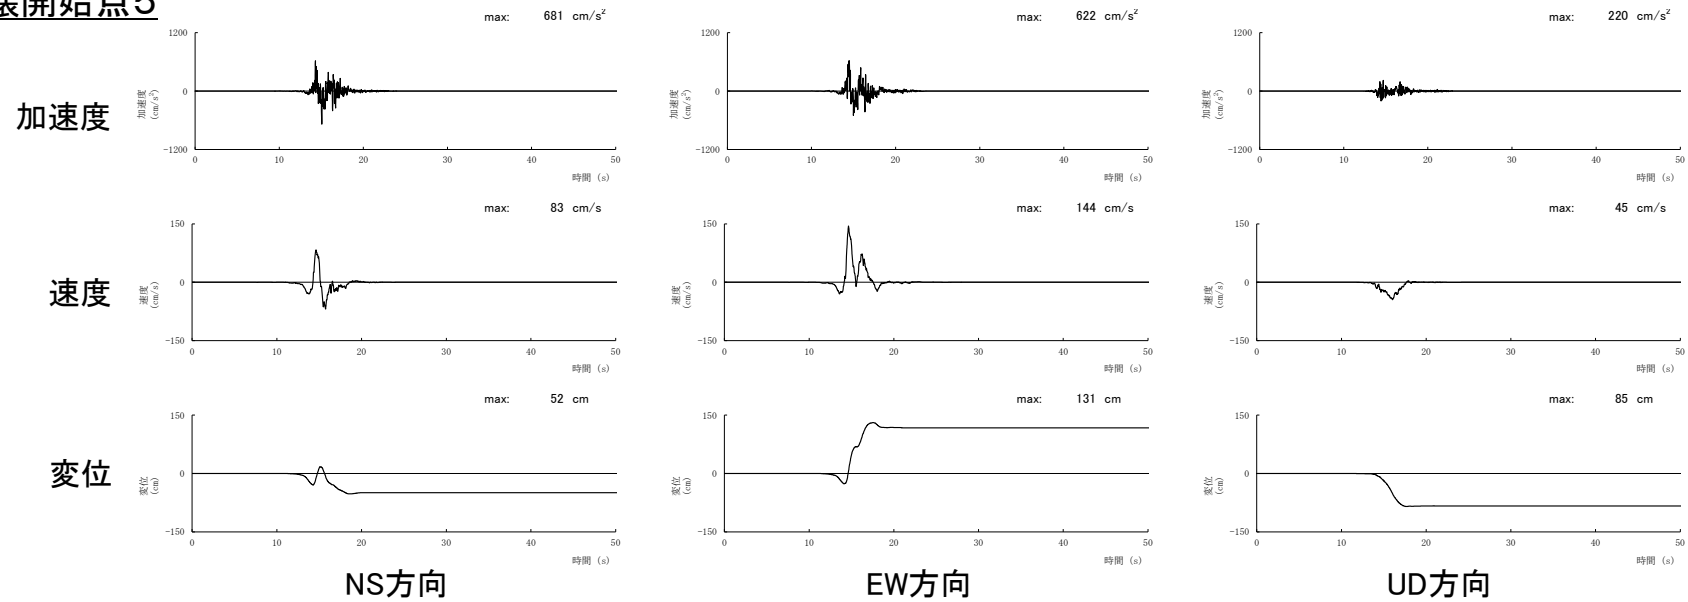 開始点5
max: 681 cm/s²
max: 622 cm/s²
max: 220 cm/s²
加速度
加速度
(cm/s²)
1200
0
-1200
0 10 20 30 40 50
時間 (s)
加速度
(cm/s²)
1200
0
-1200
0 10 20 30 40 50
時間 (s)
加速度
(cm/s²)
1200
0
-1200
0 10 20 30 40 50
時間 (s)
max: 83 cm/s
max: 144 cm/s
max: 45 cm/s
速度
速度
(cm/s)
150
0
-150
0 10 20 30 40 50
時間 (s)
速度
(cm/s)
150
0
-150
0 10 20 30 40 50
時間 (s)
速度
(cm/s)
150
0
-150
0 10 20 30 40 50
時間 (s)
max: 52 cm
max: 131 cm
max: 85 cm
変位
変位
(cm)
150
0
-150
0 10 20 30 40 50
時間 (s)
変位
(cm)
150
0
-150
0 10 20 30 40 50
時間 (s)
変位
(cm)
150
0
-150
0 10 20 30 40 50
時間 (s)
NS方向
EW方向
UD方向